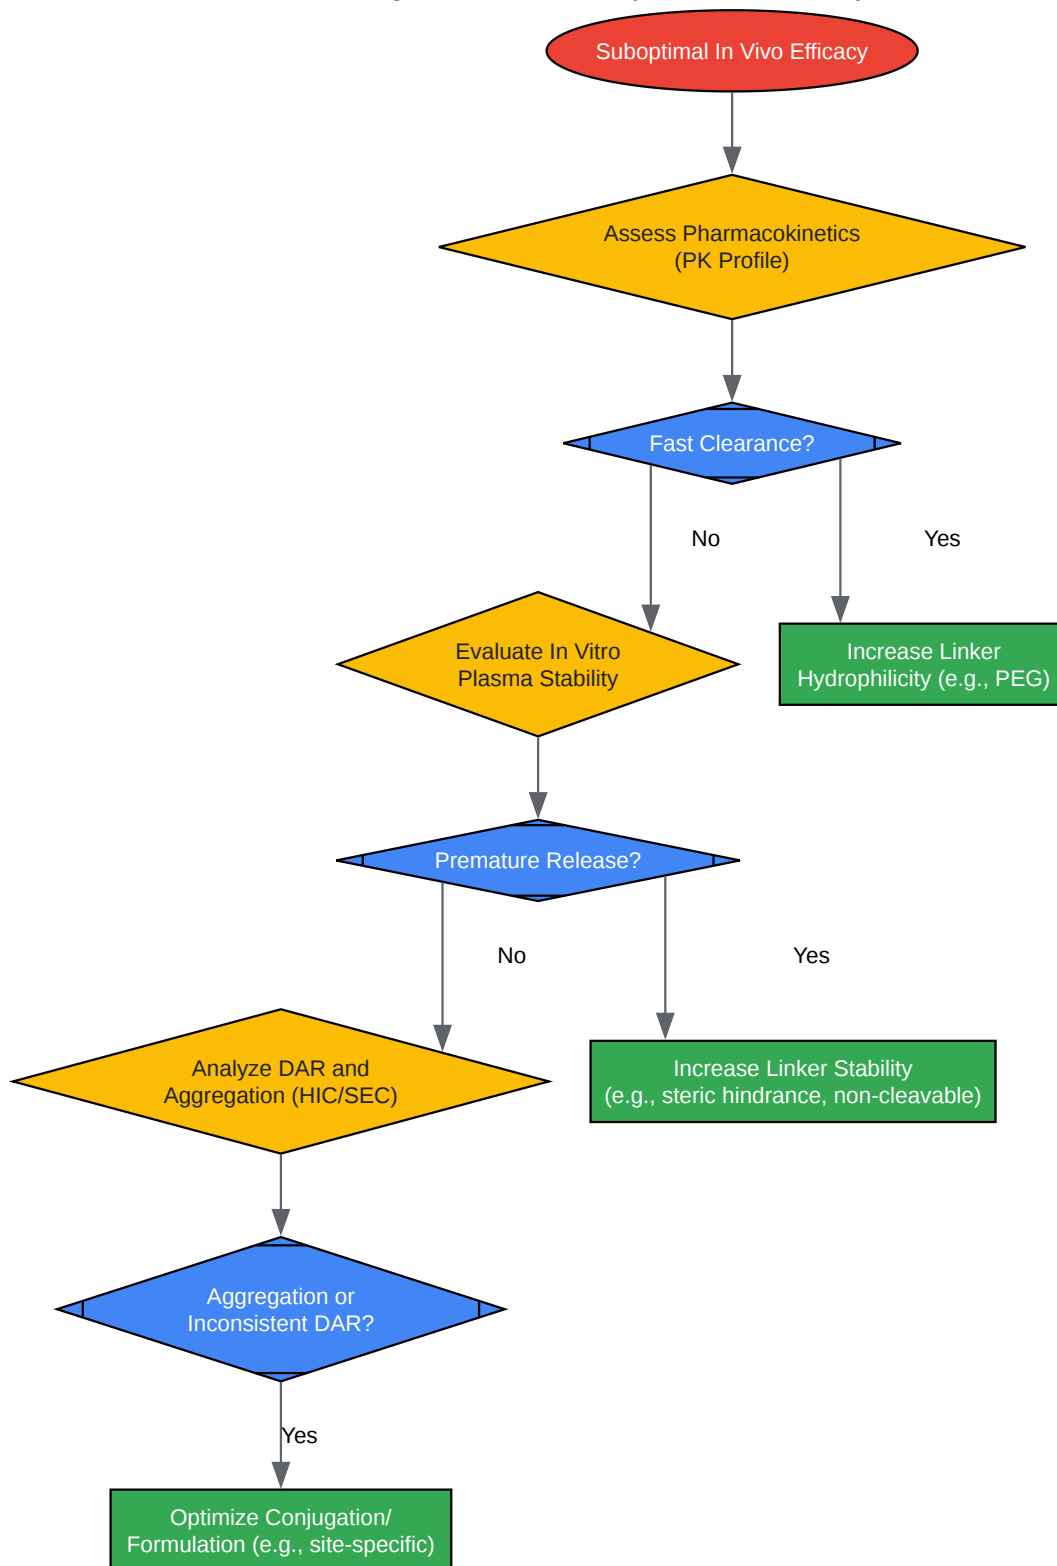 Suboptimal In Vivo Efficacy
Assess Pharmacokinetics
(PK Profile)
Fast Clearance?
No
Yes
Evaluate In Vitro
Plasma Stability
Increase Linker
Hydrophilicity (e.g., PEG)
Premature Release?
No
Yes
Analyze DAR and
Aggregation (HIC/SEC)
Increase Linker Stability
(e.g., steric hindrance, non-cleavable)
Aggregation or
Inconsistent DAR?
Yes
Optimize Conjugation/
Formulation (e.g., site-specific)